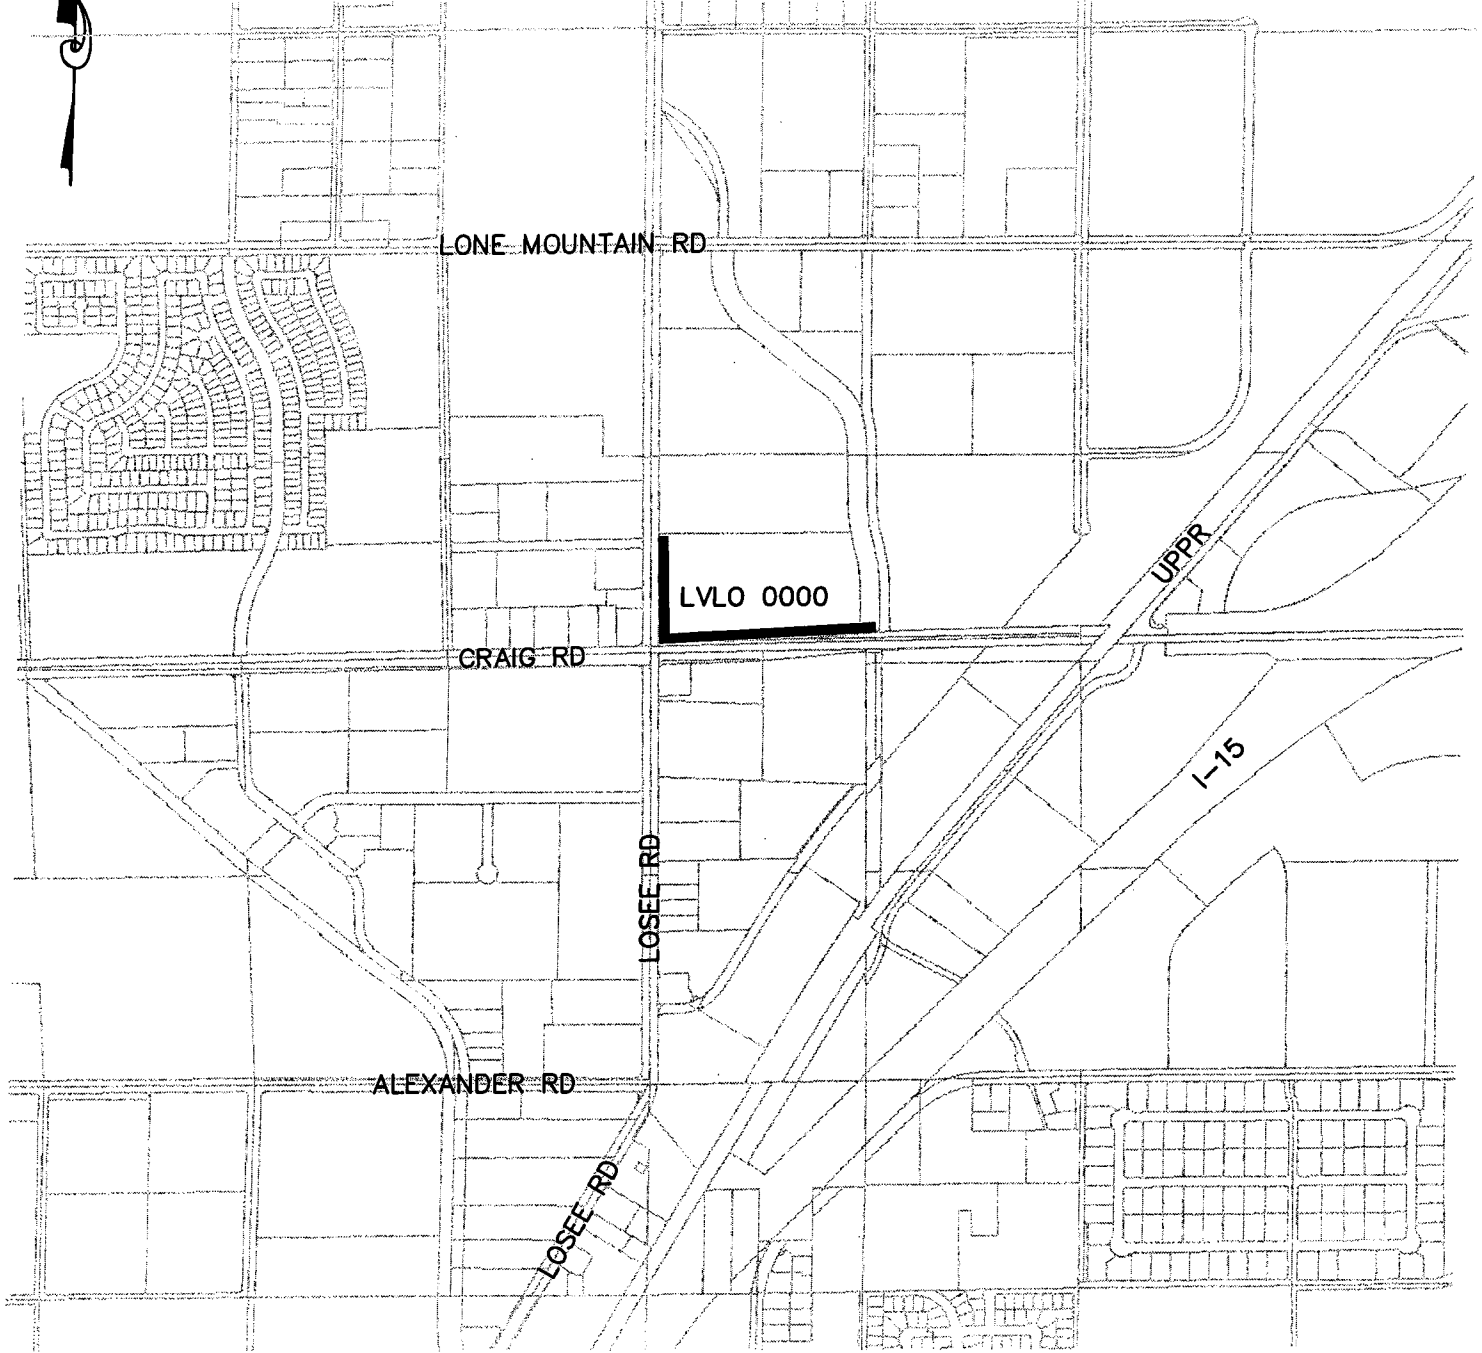 LONE MOUNTAIN RD
UPPR
LVLO 0000
CRAIG RD
I-15
LOSEE RD
ALEXANDER RD
LOSEE RD